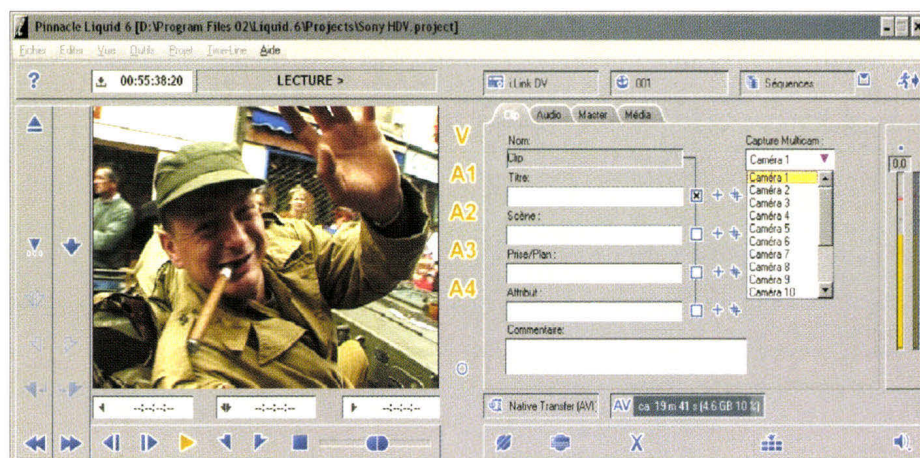 Pinnacle Liquid 6 [D:\Program Files 02\Liquid.6\Projects\Sony HDV.project]
Fichier Editer Vue Outils Projet Time-Line Aide
? 00:55:38:20 LECTURE > i.Link DV 001 Séquences
Clip Audio Master Média
V
A1
A2
A3
A4
Nom:
Clip
Titre:
Scène :
Prise/Plan :
Attribut :
Commentaire:
Capture Multicam :
Caméra 1
Caméra 1
Caméra 2
Caméra 3
Caméra 4
Caméra 5
Caméra 6
Caméra 7
Caméra 8
Caméra 9
Caméra 10
0,0
--:--:--:-- --:--:--:-- --:--:--:--
Native Transfer (AVI) AV ca. 19 m 41 s (4.6 GB 10 %)